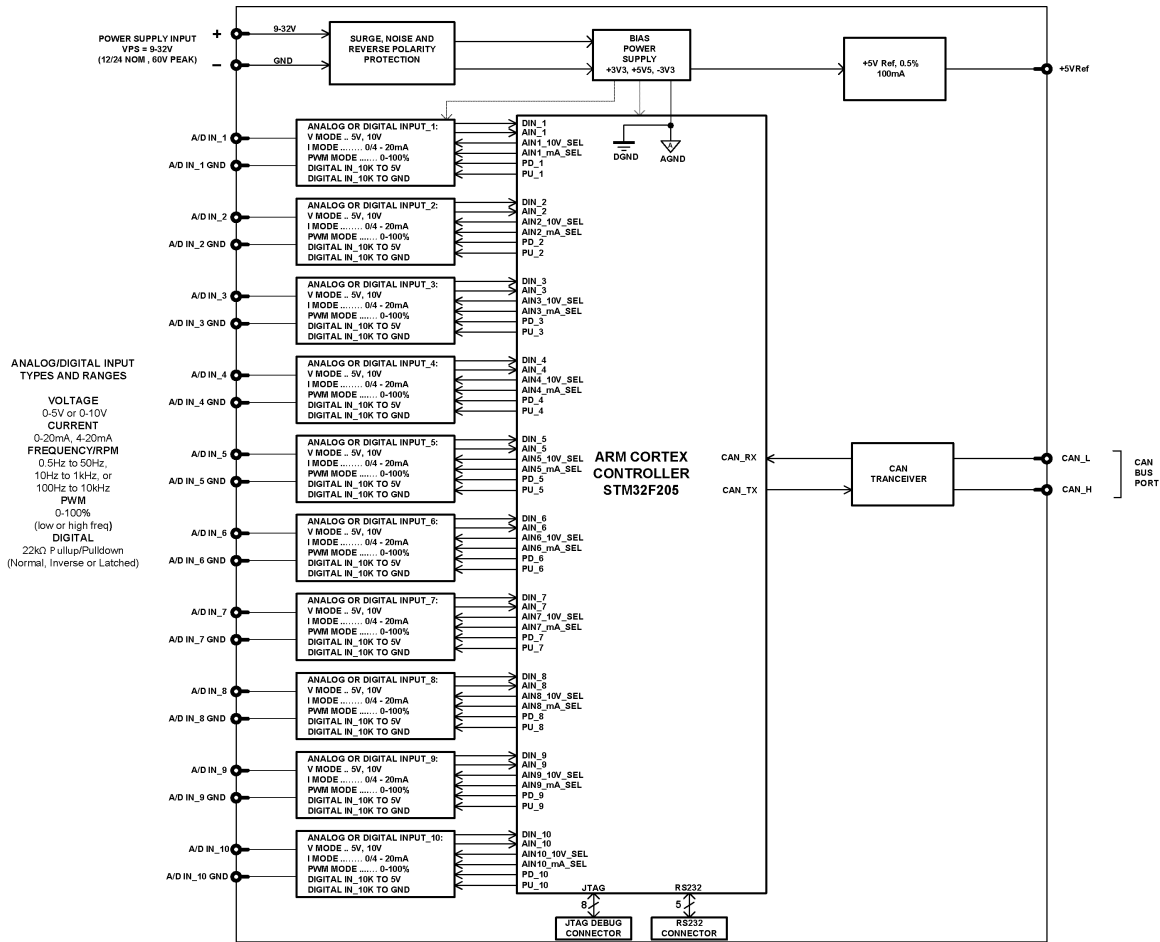 POWER SUPPLY INPUT
VPS = 9-32V
(12/24 NOM , 60V PEAK)
+
−
9-32V
GND
SURGE, NOISE AND
REVERSE POLARITY
PROTECTION
BIAS
POWER
SUPPLY
+3V3, +5V5, -3V3
+5V Ref, 0.5%
100mA
+5VRef
DGND
A
AGND
A/D IN_1
A/D IN_1 GND
ANALOG OR DIGITAL INPUT_1:
V MODE .. 5V, 10V
I MODE ........ 0/4 - 20mA
PWM MODE ....... 0-100%
DIGITAL IN_10K TO 5V
DIGITAL IN_10K TO GND
DIN_1
AIN_1
AIN1_10V_SEL
AIN1_mA_SEL
PD_1
PU_1
A/D IN_2
A/D IN_2 GND
ANALOG OR DIGITAL INPUT_2:
V MODE .. 5V, 10V
I MODE ........ 0/4 - 20mA
PWM MODE ....... 0-100%
DIGITAL IN_10K TO 5V
DIGITAL IN_10K TO GND
DIN_2
AIN_2
AIN2_10V_SEL
AIN2_mA_SEL
PD_2
PU_2
A/D IN_3
A/D IN_3 GND
ANALOG OR DIGITAL INPUT_3:
V MODE .. 5V, 10V
I MODE ........ 0/4 - 20mA
PWM MODE ....... 0-100%
DIGITAL IN_10K TO 5V
DIGITAL IN_10K TO GND
DIN_3
AIN_3
AIN3_10V_SEL
AIN3_mA_SEL
PD_3
PU_3
ANALOG/DIGITAL INPUT
TYPES AND RANGES
VOLTAGE
0-5V or 0-10V
CURRENT
0-20mA, 4-20mA
FREQUENCY/RPM
0.5Hz to 50Hz,
10Hz to 1kHz, or
100Hz to 10kHz
PWM
0-100%
(low or high freq)
DIGITAL
22kΩ Pullup/Pulldown
(Normal, Inverse or Latched)
A/D IN_4
A/D IN_4 GND
ANALOG OR DIGITAL INPUT_4:
V MODE .. 5V, 10V
I MODE ........ 0/4 - 20mA
PWM MODE ....... 0-100%
DIGITAL IN_10K TO 5V
DIGITAL IN_10K TO GND
DIN_4
AIN_4
AIN4_10V_SEL
AIN4_mA_SEL
PD_4
PU_4
A/D IN_5
A/D IN_5 GND
ANALOG OR DIGITAL INPUT_5:
V MODE .. 5V, 10V
I MODE ........ 0/4 - 20mA
PWM MODE ....... 0-100%
DIGITAL IN_10K TO 5V
DIGITAL IN_10K TO GND
DIN_5
AIN_5
AIN5_10V_SEL
AIN5_mA_SEL
PD_5
PU_5
ARM CORTEX
CONTROLLER
STM32F205
CAN_RX
CAN_TX
CAN
TRANCEIVER
CAN_L
CAN_H
CAN
BUS
PORT
A/D IN_6
A/D IN_6 GND
ANALOG OR DIGITAL INPUT_6:
V MODE .. 5V, 10V
I MODE ........ 0/4 - 20mA
PWM MODE ....... 0-100%
DIGITAL IN_10K TO 5V
DIGITAL IN_10K TO GND
DIN_6
AIN_6
AIN6_10V_SEL
AIN6_mA_SEL
PD_6
PU_6
A/D IN_7
A/D IN_7 GND
ANALOG OR DIGITAL INPUT_7:
V MODE .. 5V, 10V
I MODE ........ 0/4 - 20mA
PWM MODE ....... 0-100%
DIGITAL IN_10K TO 5V
DIGITAL IN_10K TO GND
DIN_7
AIN_7
AIN7_10V_SEL
AIN7_mA_SEL
PD_7
PU_7
A/D IN_8
A/D IN_8 GND
ANALOG OR DIGITAL INPUT_8:
V MODE .. 5V, 10V
I MODE ........ 0/4 - 20mA
PWM MODE ....... 0-100%
DIGITAL IN_10K TO 5V
DIGITAL IN_10K TO GND
DIN_8
AIN_8
AIN8_10V_SEL
AIN8_mA_SEL
PD_8
PU_8
A/D IN_9
A/D IN_9 GND
ANALOG OR DIGITAL INPUT_9:
V MODE .. 5V, 10V
I MODE ........ 0/4 - 20mA
PWM MODE ....... 0-100%
DIGITAL IN_10K TO 5V
DIGITAL IN_10K TO GND
DIN_9
AIN_9
AIN9_10V_SEL
AIN9_mA_SEL
PD_9
PU_9
A/D IN_10
A/D IN_10 GND
ANALOG OR DIGITAL INPUT_10:
V MODE .. 5V, 10V
I MODE ........ 0/4 - 20mA
PWM MODE ....... 0-100%
DIGITAL IN_10K TO 5V
DIGITAL IN_10K TO GND
DIN_10
AIN_10
AIN10_10V_SEL
AIN10_mA_SEL
PD_10
PU_10
JTAG
RS232
8
5
JTAG DEBUG
CONNECTOR
RS232
CONNECTOR